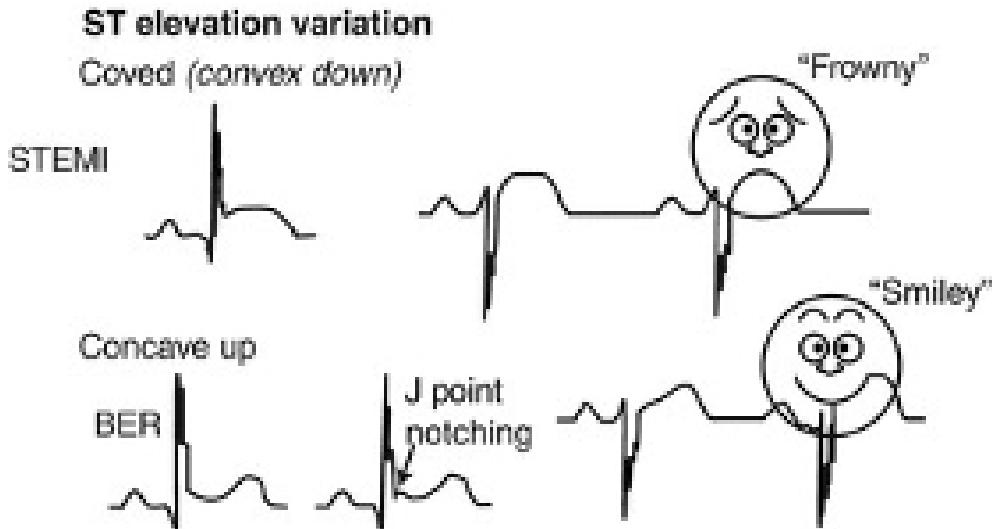 ST elevation variation
Coved (convex down)
"Frowny"
STEMI
"Smiley"
Concave up
BER
J point
notching